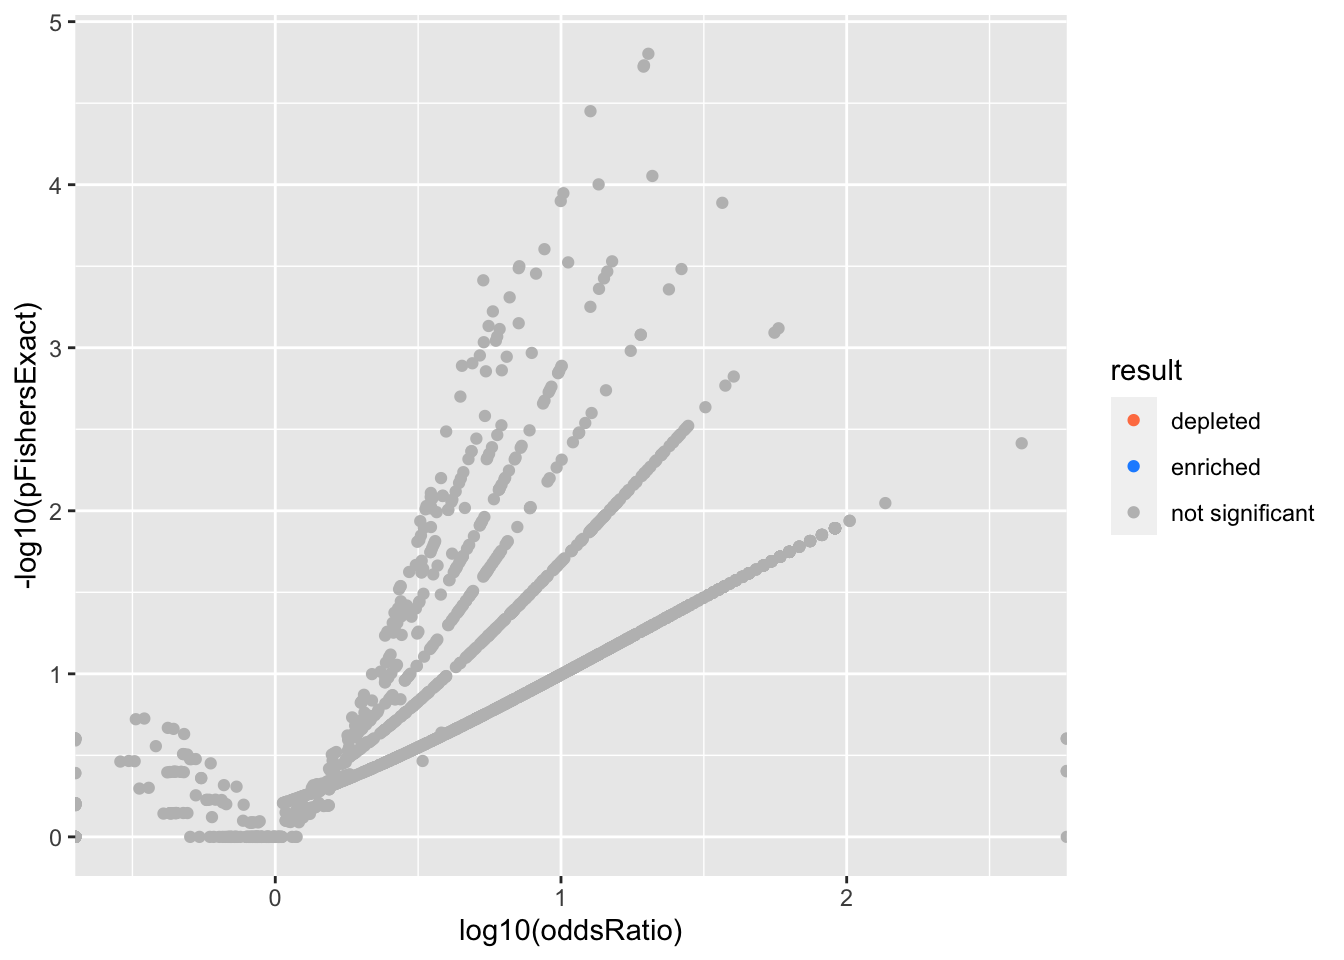 5
4
3
2
1
0
-log10(pFishersExact)
0
1
2
log10(oddsRatio)
result
depleted
enriched
not significant